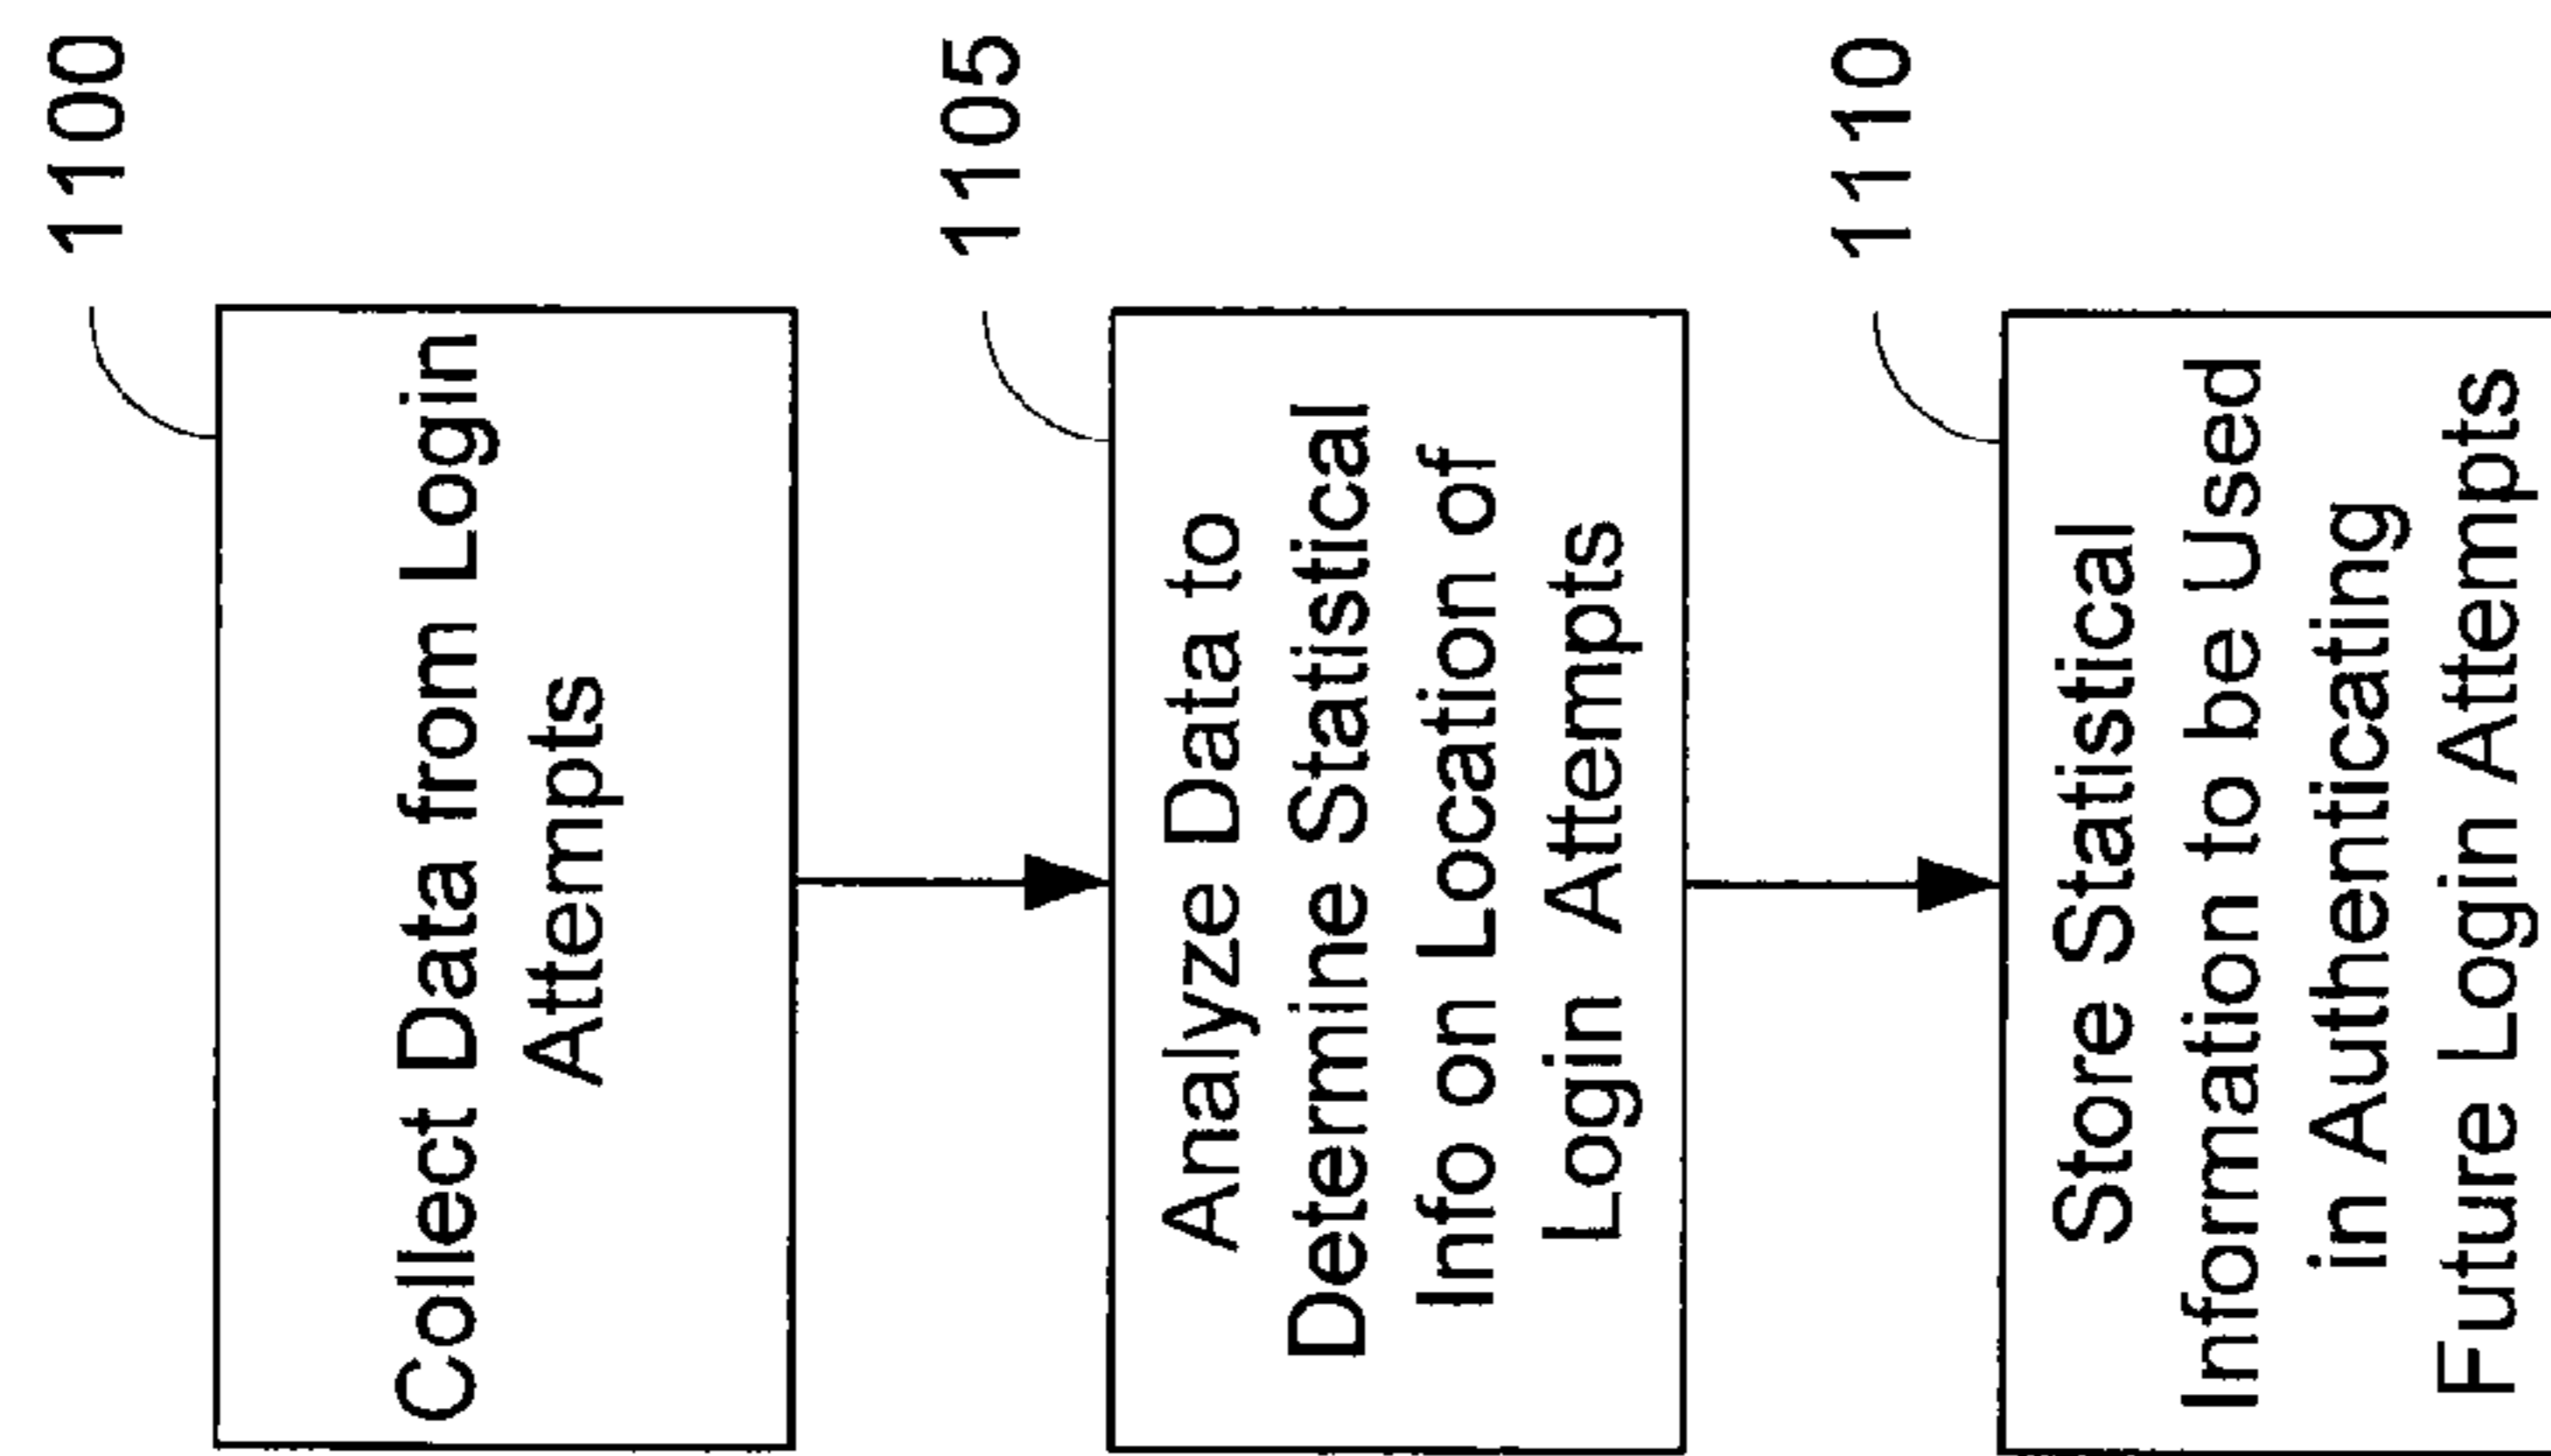 1100
Collect Data from Login
Attempts
1105
Analyze Data to
Determine Statistical
Info on Location of
Login Attempts
1110
Store Statistical
Information to be Used
in Authenticating
Future Login Attempts